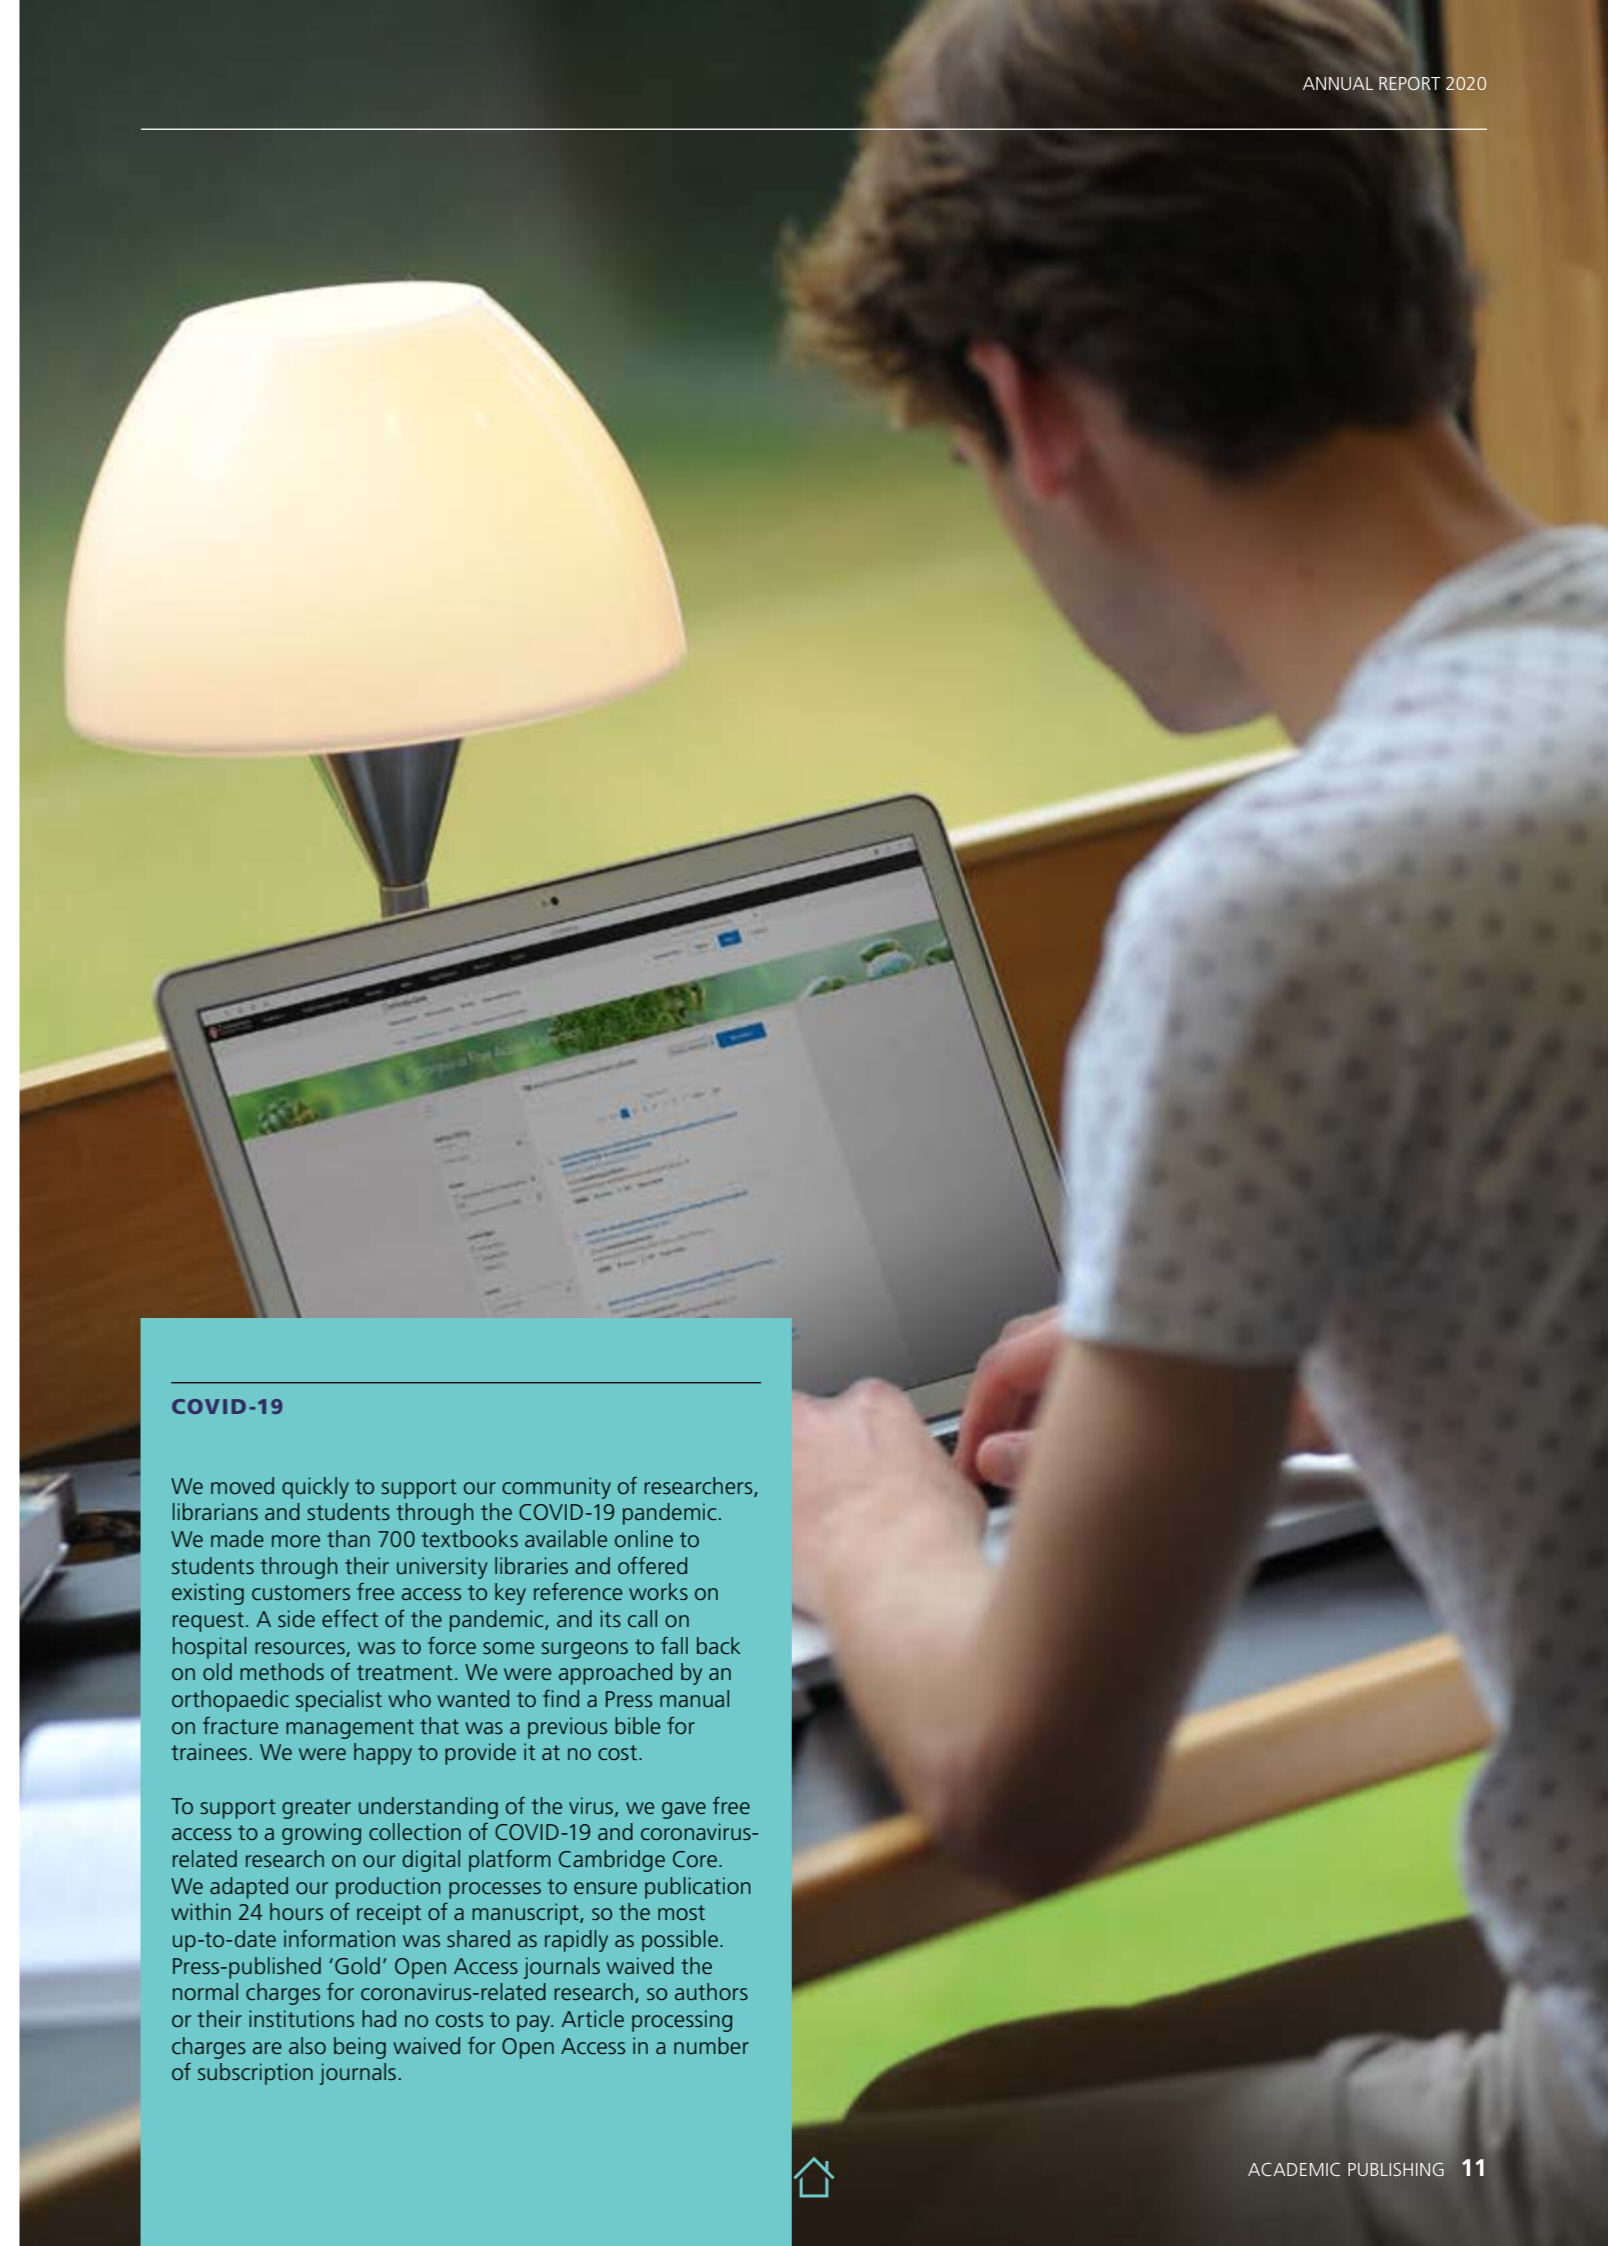 ANNUAL REPORT 2020
COVID-19
We moved quickly to support our community of researchers,
librarians and students through the COVID-19 pandemic.
We made more than 700 textbooks available online to
students through their university libraries and offered
existing customers free access to key reference works on
request. A side effect of the pandemic, and its call on
hospital resources, was to force some surgeons to fall back
on old methods of treatment. We were approached by an
orthopaedic specialist who wanted to find a Press manual
on fracture management that was a previous bible for
trainees. We were happy to provide it at no cost.
To support greater understanding of the virus, we gave free
access to a growing collection of COVID-19 and coronavirus-
related research on our digital platform Cambridge Core.
We adapted our production processes to ensure publication
within 24 hours of receipt of a manuscript, so the most
up-to-date information was shared as rapidly as possible.
Press-published ‘Gold’ Open Access journals waived the
normal charges for coronavirus-related research, so authors
or their institutions had no costs to pay. Article processing
charges are also being waived for Open Access in a number
of subscription journals.
ACADEMIC PUBLISHING 11